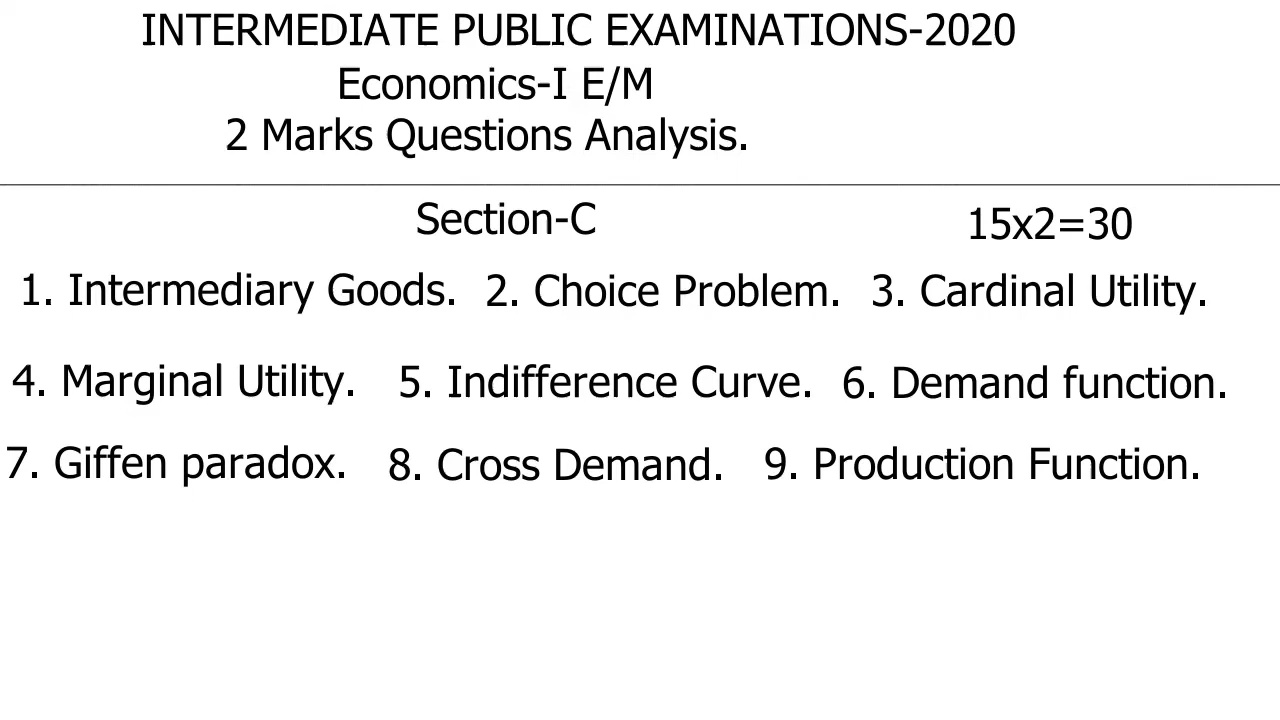 INTERMEDIATE PUBLIC EXAMINATIONS-2020
Economics-I E/M
2 Marks Questions Analysis.
Section-C 15x2=30
1. Intermediary Goods. 2. Choice Problem. 3. Cardinal Utility.
4. Marginal Utility. 5. Indifference Curve. 6. Demand function.
7. Giffen paradox. 8. Cross Demand. 9. Production Function.